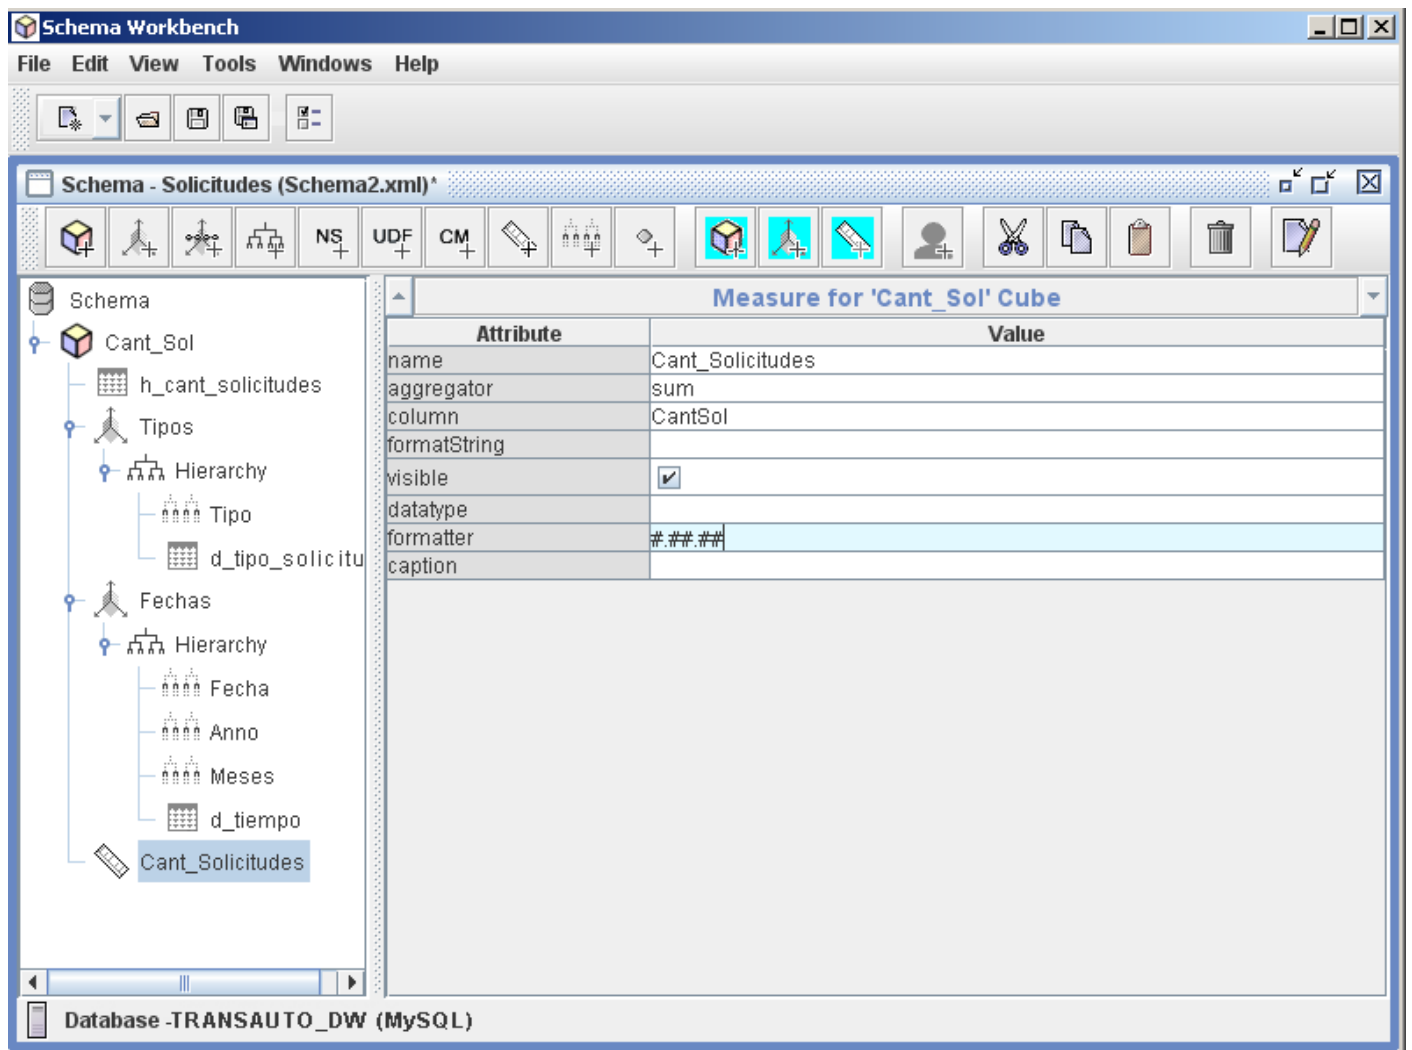 Schema Workbench
File Edit View Tools Windows Help
Schema - Solicitudes (Schema2.xml)*
NS UDF CM
Schema
Cant_Sol
h_cant_solicitudes
Tipos
Hierarchy
Tipo
d_tipo_solicitu
Fechas
Hierarchy
Fecha
Anno
Meses
d_tiempo
Cant_Solicitudes
Measure for 'Cant_Sol' Cube
Attribute Value
name Cant_Solicitudes
aggregator sum
column CantSol
formatString
visible
datatype
formatter #.##.##
caption
Database -TRANSAUTO_DW (MySQL)